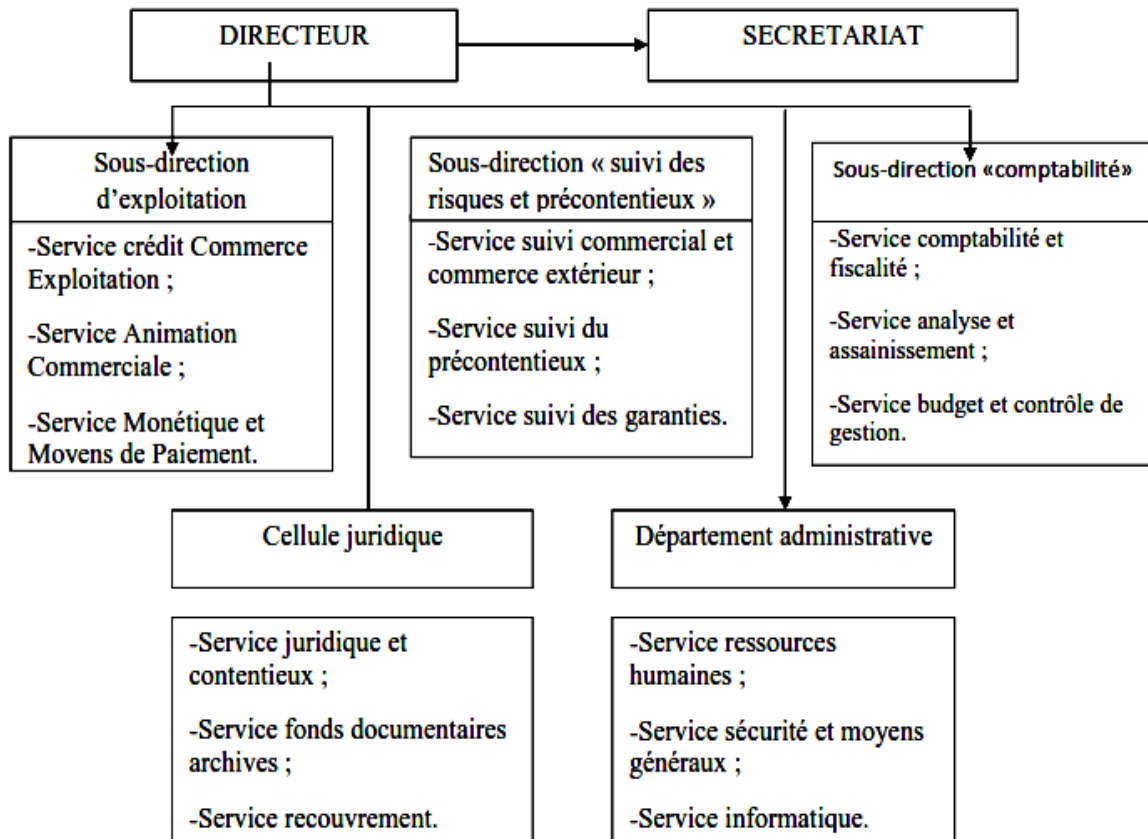 DIRECTEUR
SECRETARIAT
Sous-direction
d'exploitation
-Service crédit Commerce
Exploitation ;
-Service Animation
Commerciale ;
-Service Monétique et
Movens de Paiement.
Sous-direction « suivi des
risques et précontentieux »
-Service suivi commercial et
commerce extérieur ;
-Service suivi du
précontentieux ;
-Service suivi des garanties.
Sous-direction «comptabilité»
-Service comptabilité et
fiscalité ;
-Service analyse et
assainissement ;
-Service budget et contrôle de
gestion.
Cellule juridique
-Service juridique et
contentieux ;
-Service fonds documentaires
archives ;
-Service recouvrement.
Département administrative
-Service ressources
humaines ;
-Service sécurité et moyens
généraux ;
-Service informatique.